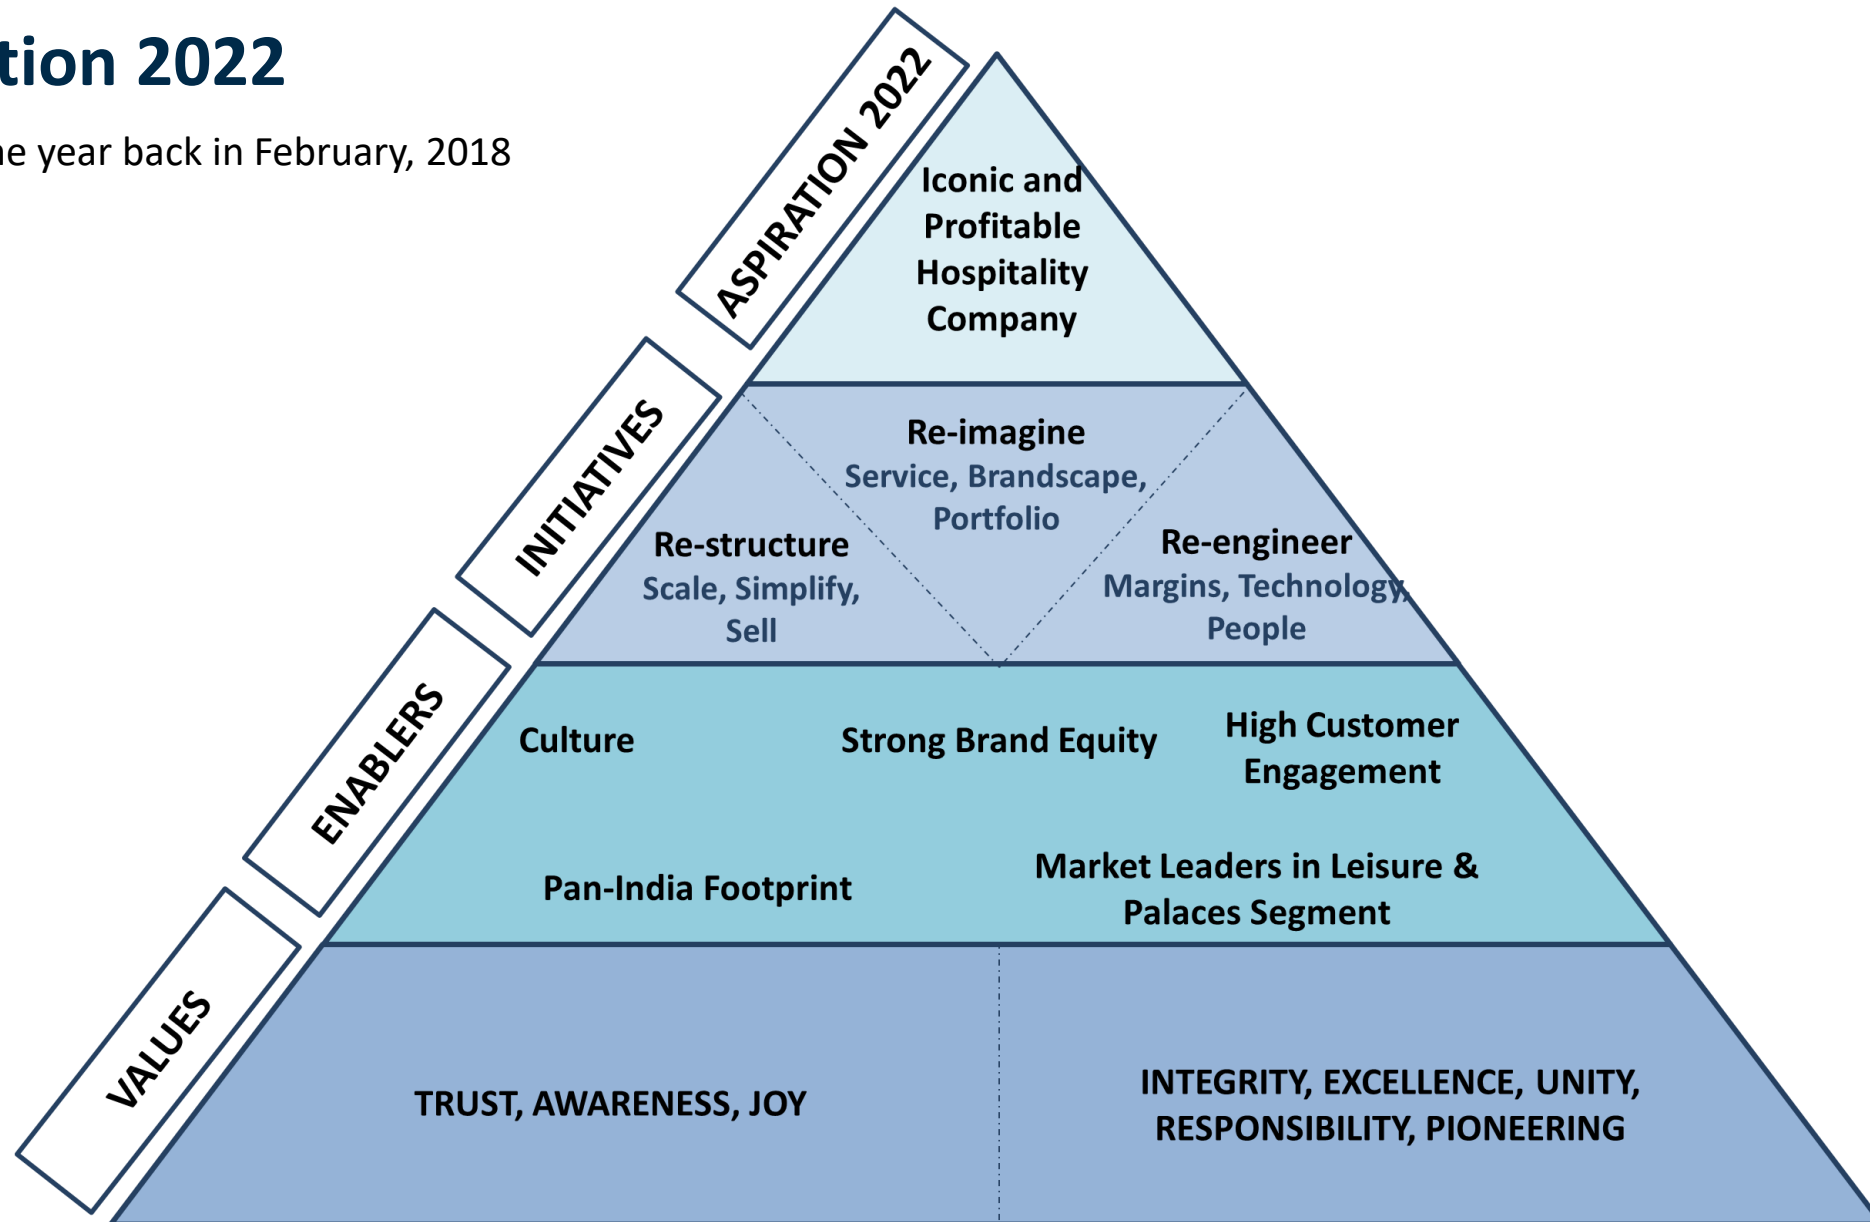 tion 2022
ne year back in February, 2018
ASPIRATION 2022
Iconic and
Profitable
Hospitality
Company
INITIATIVES
Re-imagine
Service, Brandscape,
Portfolio
Re-structure
Scale, Simplify,
Sell
Re-engineer
Margins, Technology,
People
ENABLERS
Culture
Strong Brand Equity
High Customer
Engagement
Pan-India Footprint
Market Leaders in Leisure &
Palaces Segment
VALUES
TRUST, AWARENESS, JOY
INTEGRITY, EXCELLENCE, UNITY,
RESPONSIBILITY, PIONEERING